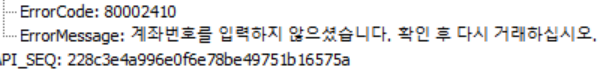 ErrorCode: 80002410
ErrorMessage: 계좌번호를 입력하지 않으셨습니다. 확인 후 다시 거래하십시오.
API_SEQ: 228c3e4a996e0f6e78be49751b16575a